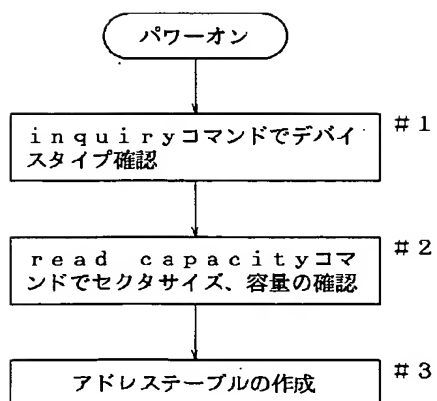 パワーオン
inquiryコマンドでデバイ
スタイプ確認
#1
read capacityコマ
ンドでセクタサイズ、容量の確認
#2
アドレステーブルの作成
#3